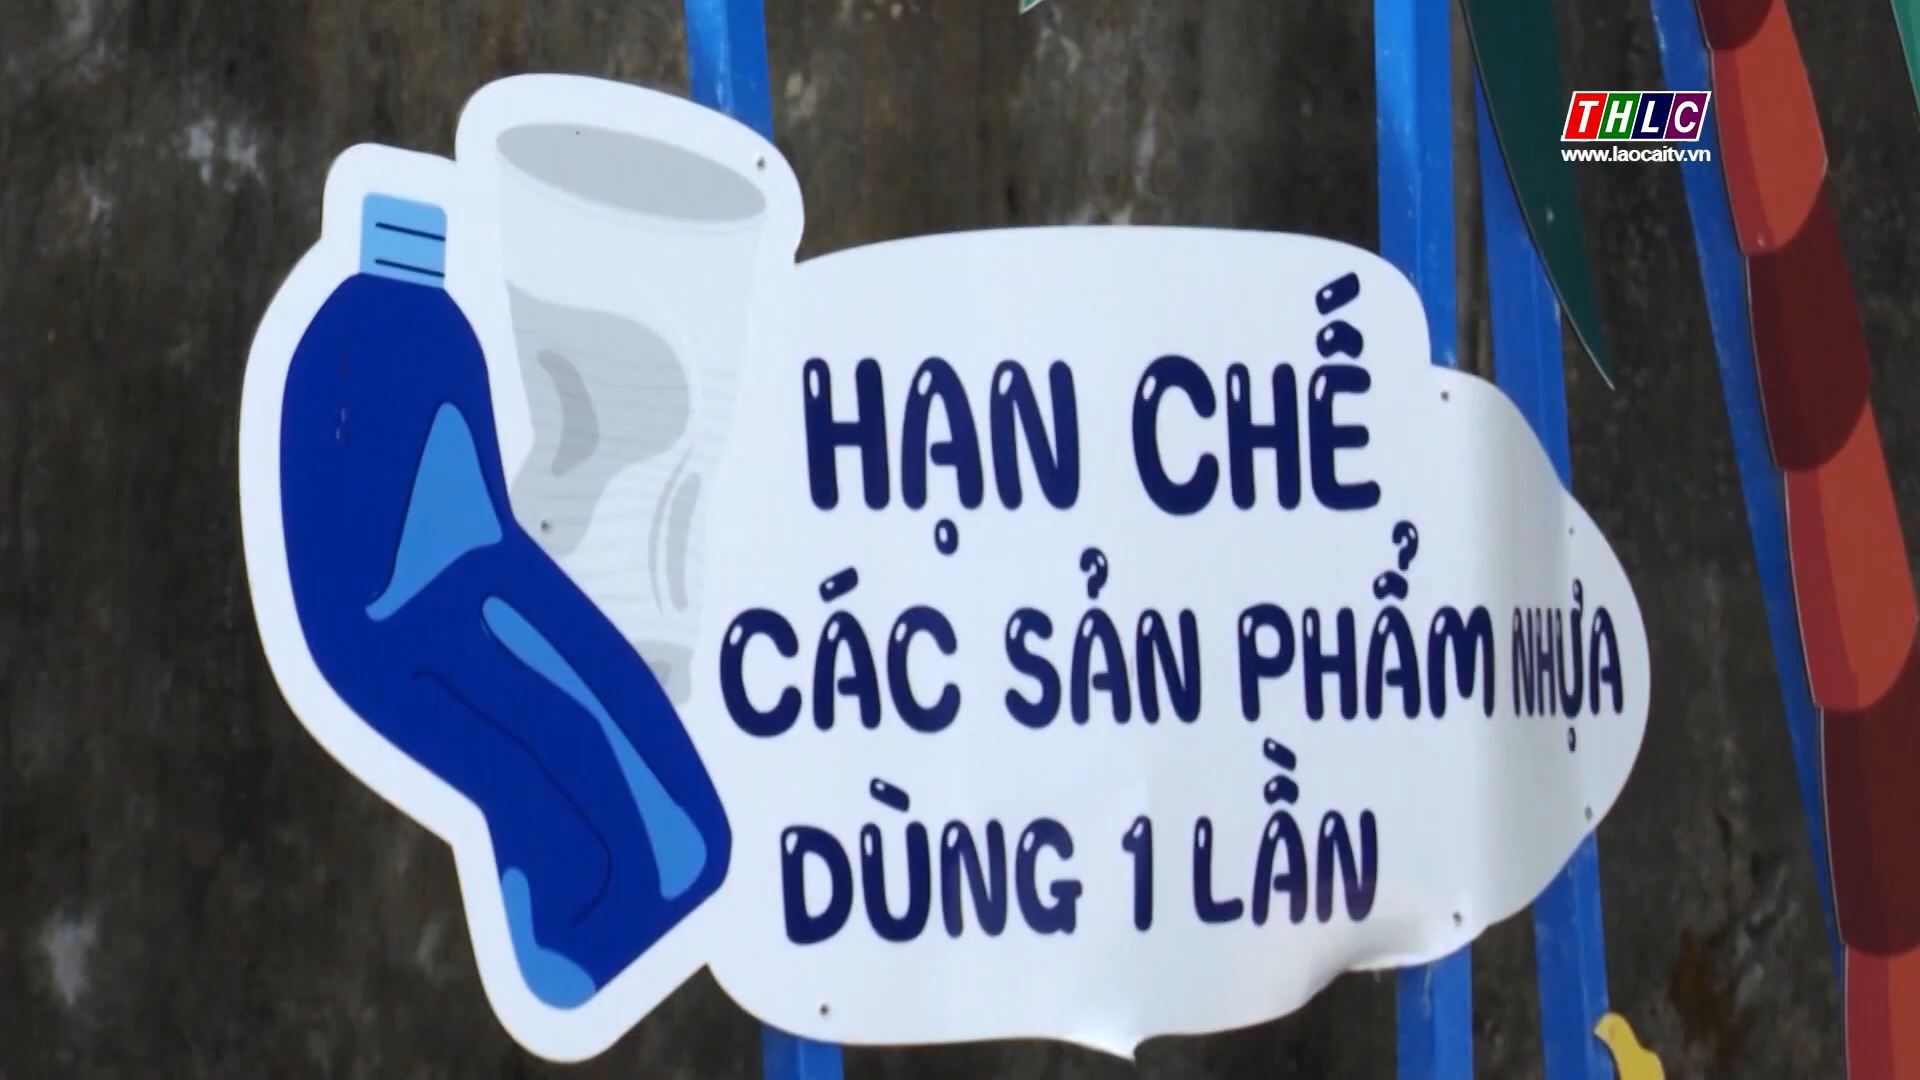 THLC
www.laocaitv.vn
HẠN CHẾ
CÁC SẢN PHẨM NHỰA
DÙNG 1 LẦN